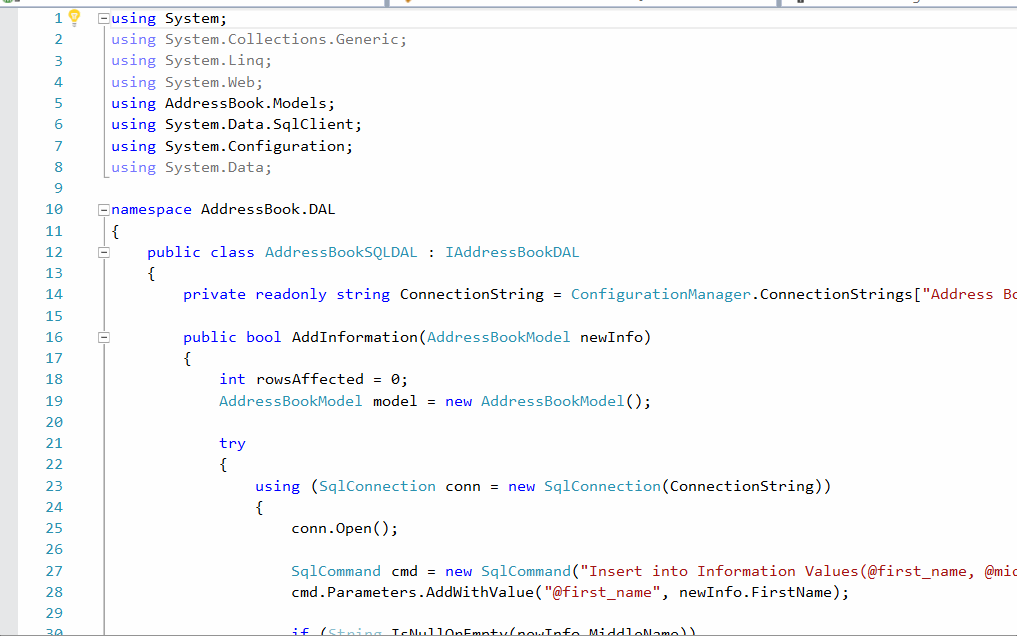 1 using System;
2 using System.Collections.Generic;
3 using System.Linq;
4 using System.Web;
5 using AddressBook.Models;
6 using System.Data.SqlClient;
7 using System.Configuration;
8 using System.Data;
9
10 namespace AddressBook.DAL
11 {
12 public class AddressBookSQLDAL : IAddressBookDAL
13 {
14 private readonly string ConnectionString = ConfigurationManager.ConnectionStrings["Address Bo
15
16 public bool AddInformation(AddressBookModel newInfo)
17 {
18 int rowsAffected = 0;
19 AddressBookModel model = new AddressBookModel();
20
21 try
22 {
23 using (SqlConnection conn = new SqlConnection(ConnectionString))
24 {
25 conn.Open();
26
27 SqlCommand cmd = new SqlCommand("Insert into Information Values(@first_name, @mid
28 cmd.Parameters.AddWithValue("@first_name", newInfo.FirstName);
29
30 if (String.IsNullOrEmpty(newInfo.MiddleName))